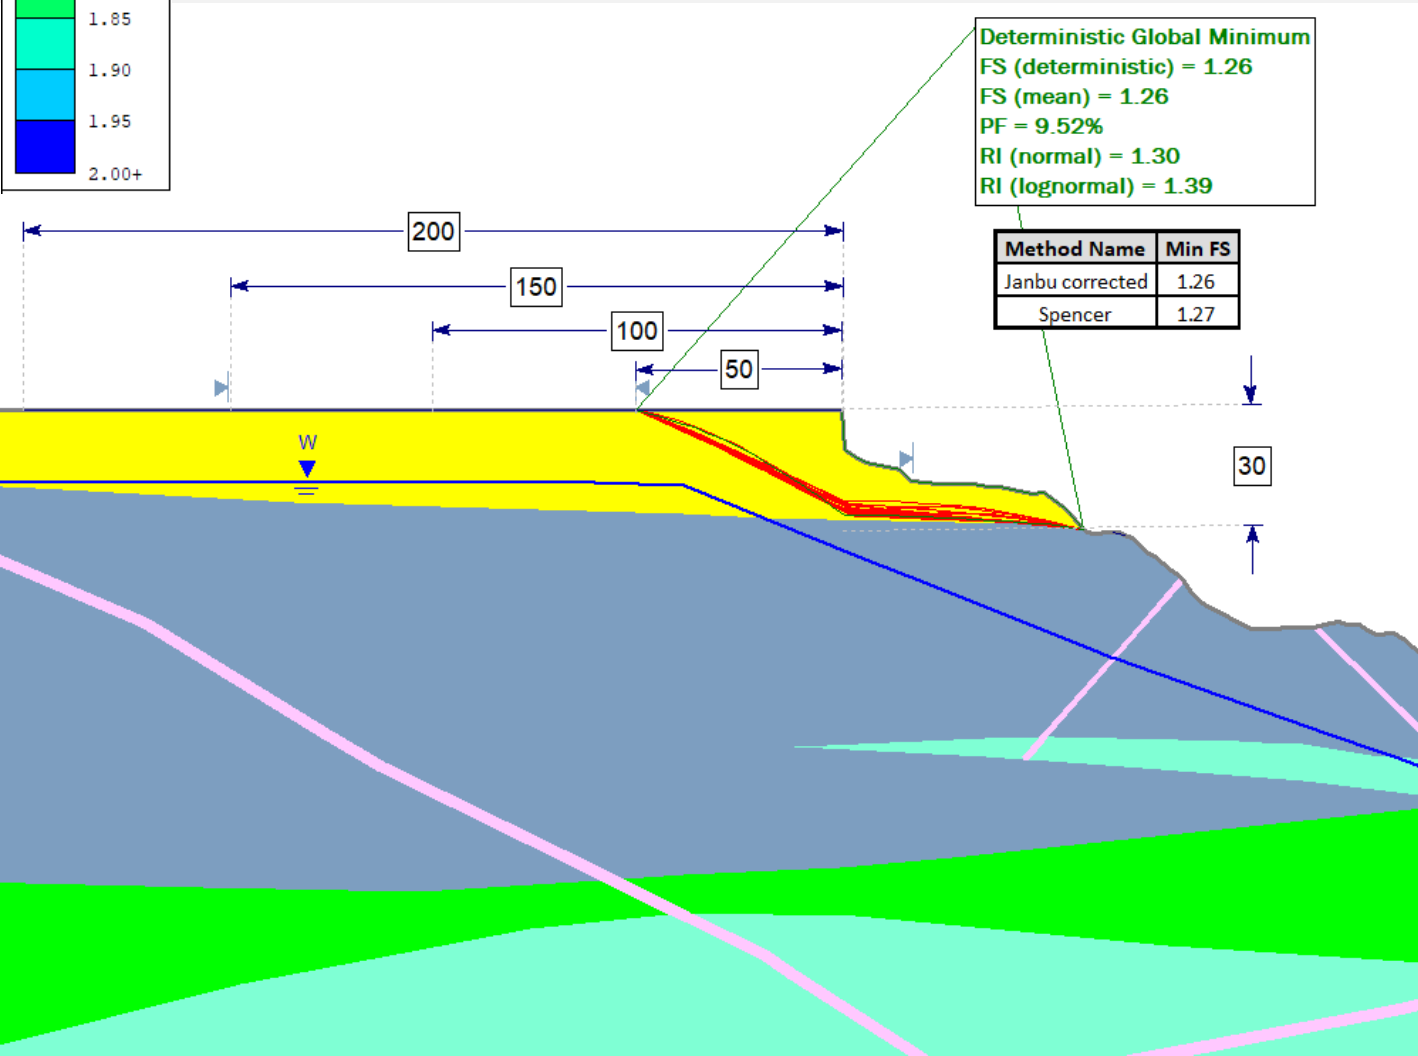 1.85
1.90
1.95
2.00+
Deterministic Global Minimum
FS (deterministic) = 1.26
FS (mean) = 1.26
PF = 9.52%
RI (normal) = 1.30
RI (lognormal) = 1.39
Method Name Min FS
Janbu corrected 1.26
Spencer 1.27
200
150
100
50
30
W